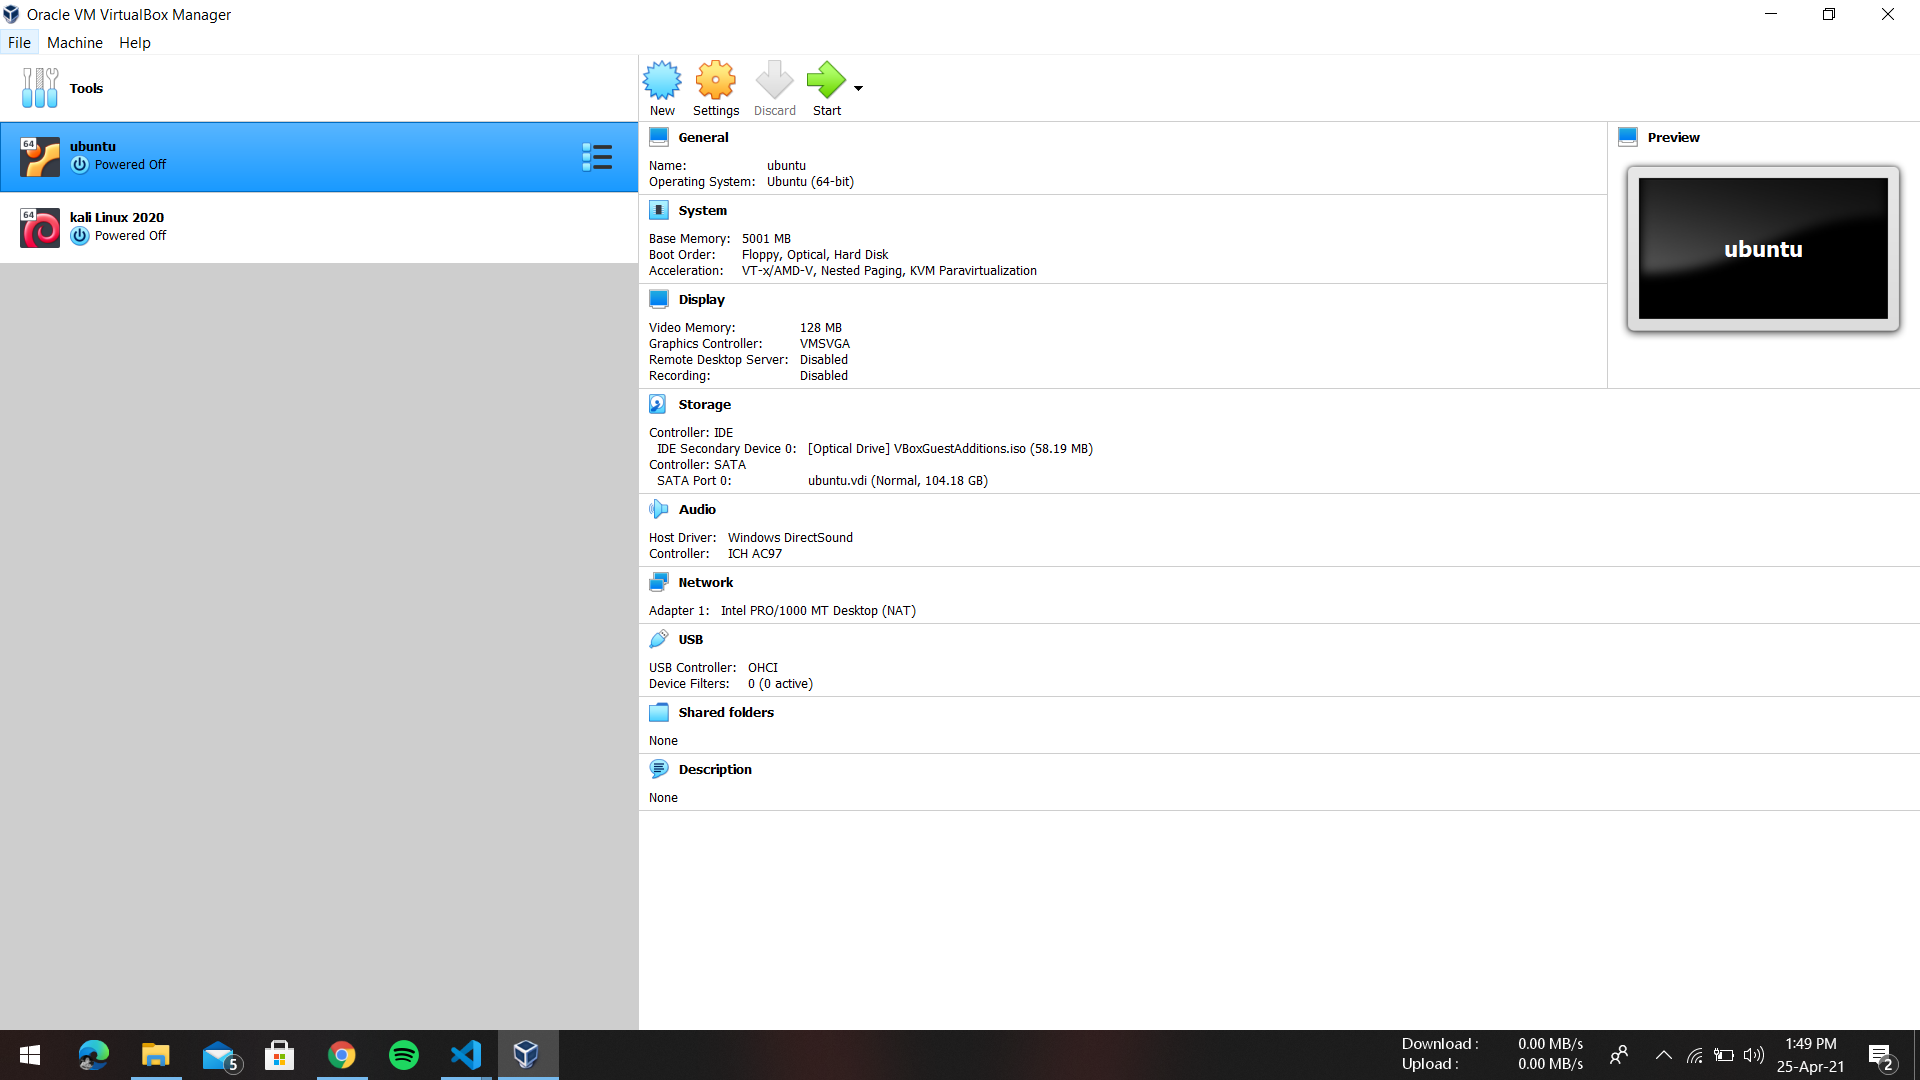 Oracle VM VirtualBox Manager
File Machine Help
Tools
New Settings Discard Start
64
ubuntu
Powered Off
64
kali Linux 2020
Powered Off
General
Name: ubuntu
Operating System: Ubuntu (64-bit)
System
Base Memory: 5001 MB
Boot Order: Floppy, Optical, Hard Disk
Acceleration: VT-x/AMD-V, Nested Paging, KVM Paravirtualization
Display
Video Memory: 128 MB
Graphics Controller: VMSVGA
Remote Desktop Server: Disabled
Recording: Disabled
Preview
ubuntu
Storage
Controller: IDE
IDE Secondary Device 0: [Optical Drive] VBoxGuestAdditions.iso (58.19 MB)
Controller: SATA
SATA Port 0: ubuntu.vdi (Normal, 104.18 GB)
Audio
Host Driver: Windows DirectSound
Controller: ICH AC97
Network
Adapter 1: Intel PRO/1000 MT Desktop (NAT)
USB
USB Controller: OHCI
Device Filters: 0 (0 active)
Shared folders
None
Description
None
5
Download : 0.00 MB/s
Upload : 0.00 MB/s
1:49 PM
25-Apr-21
2